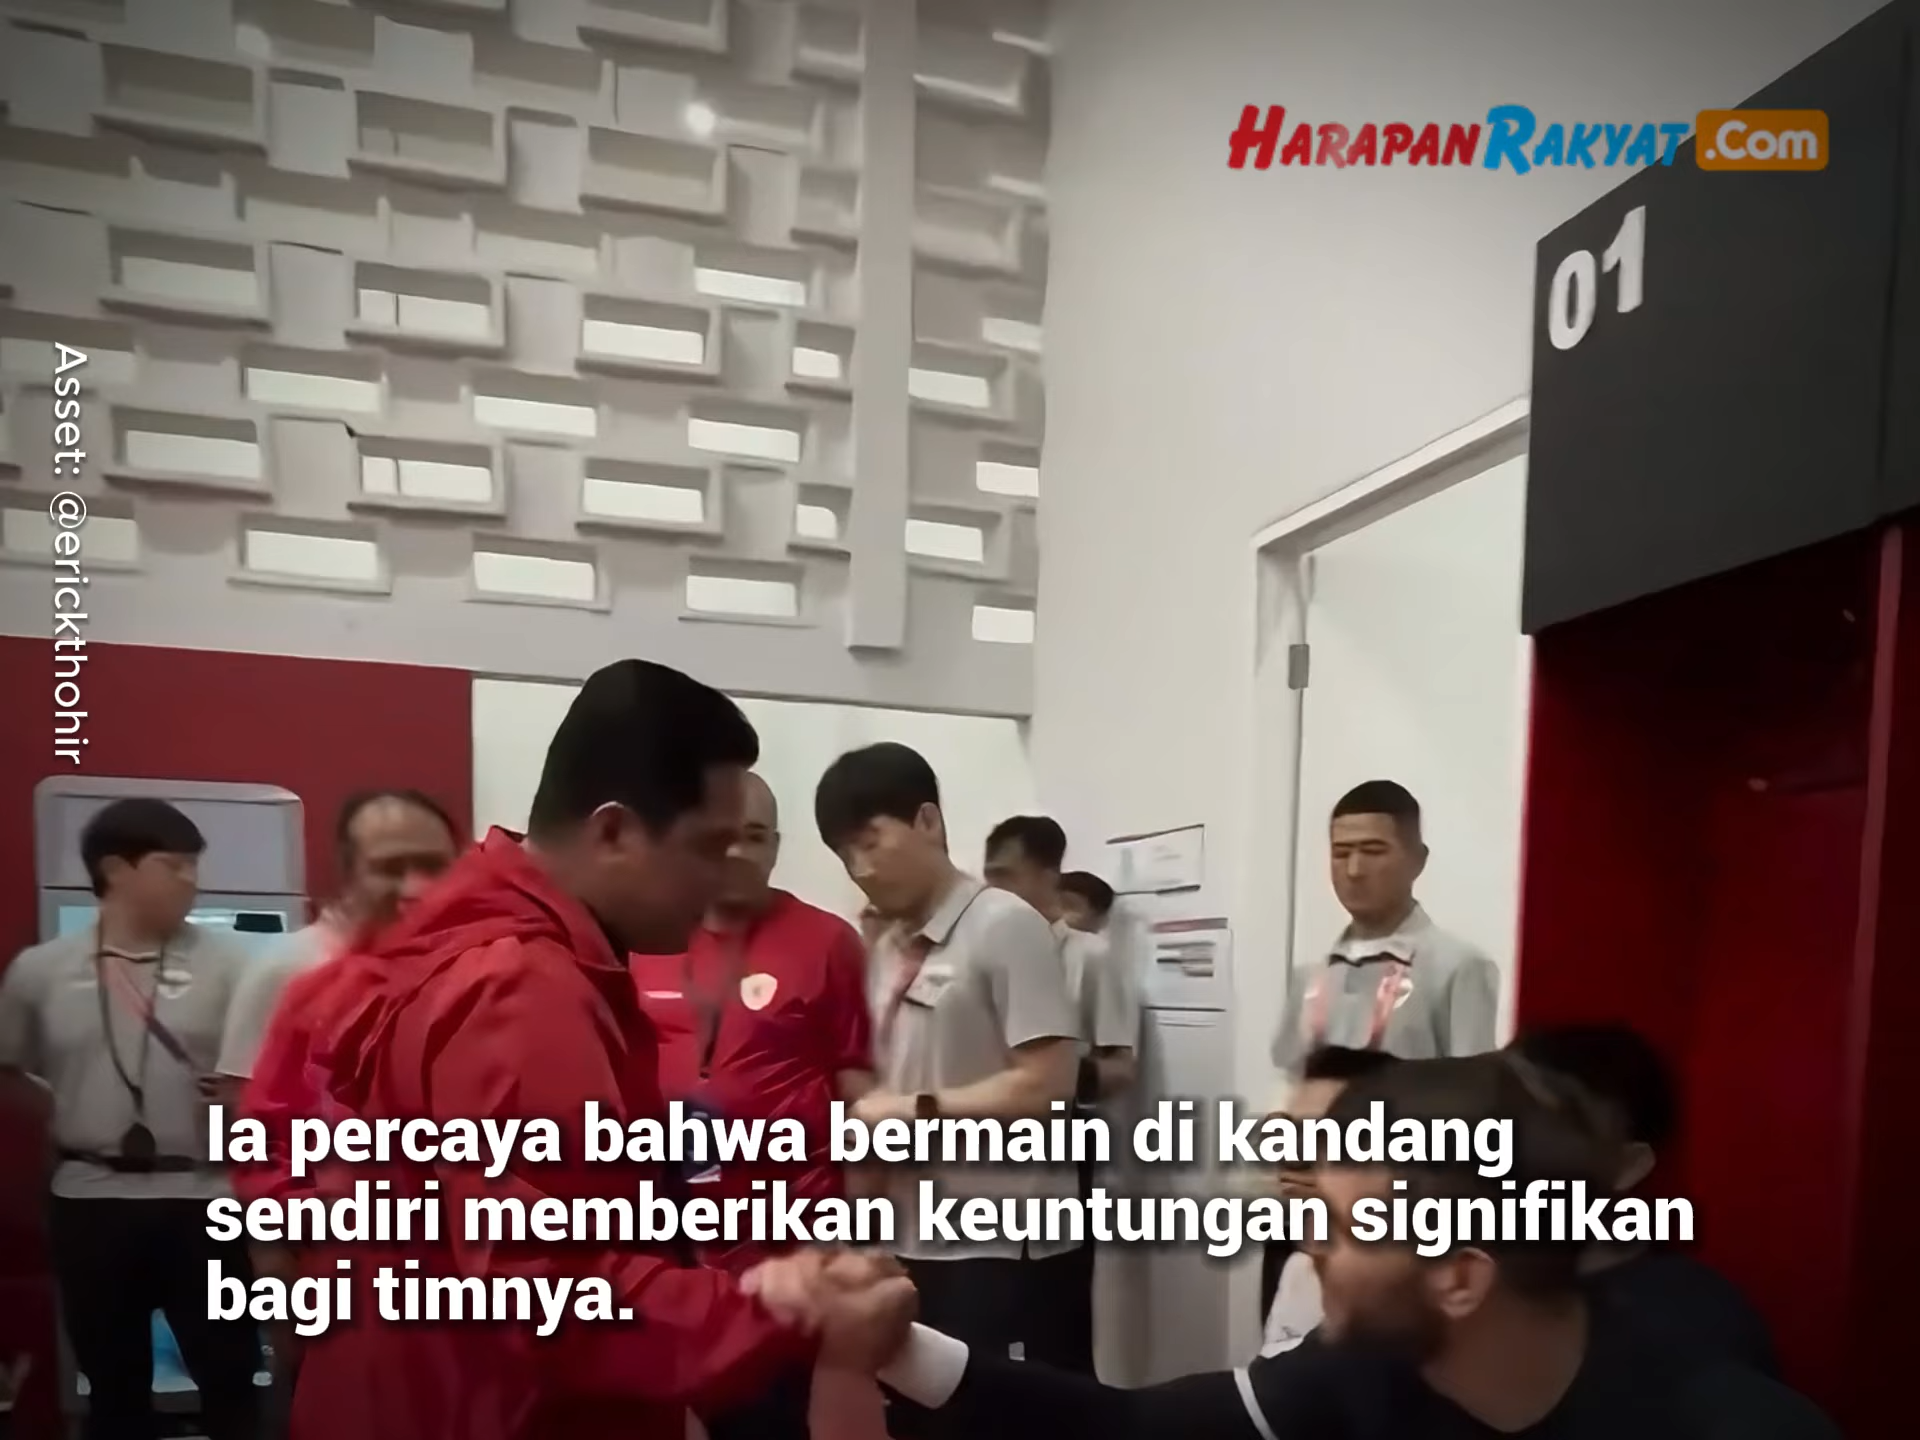 HARAPANRAKYAT.Com
01
Asset: @erickthohir
Ia percaya bahwa bermain di kandang
sendiri memberikan keuntungan signifikan
bagi timnya.